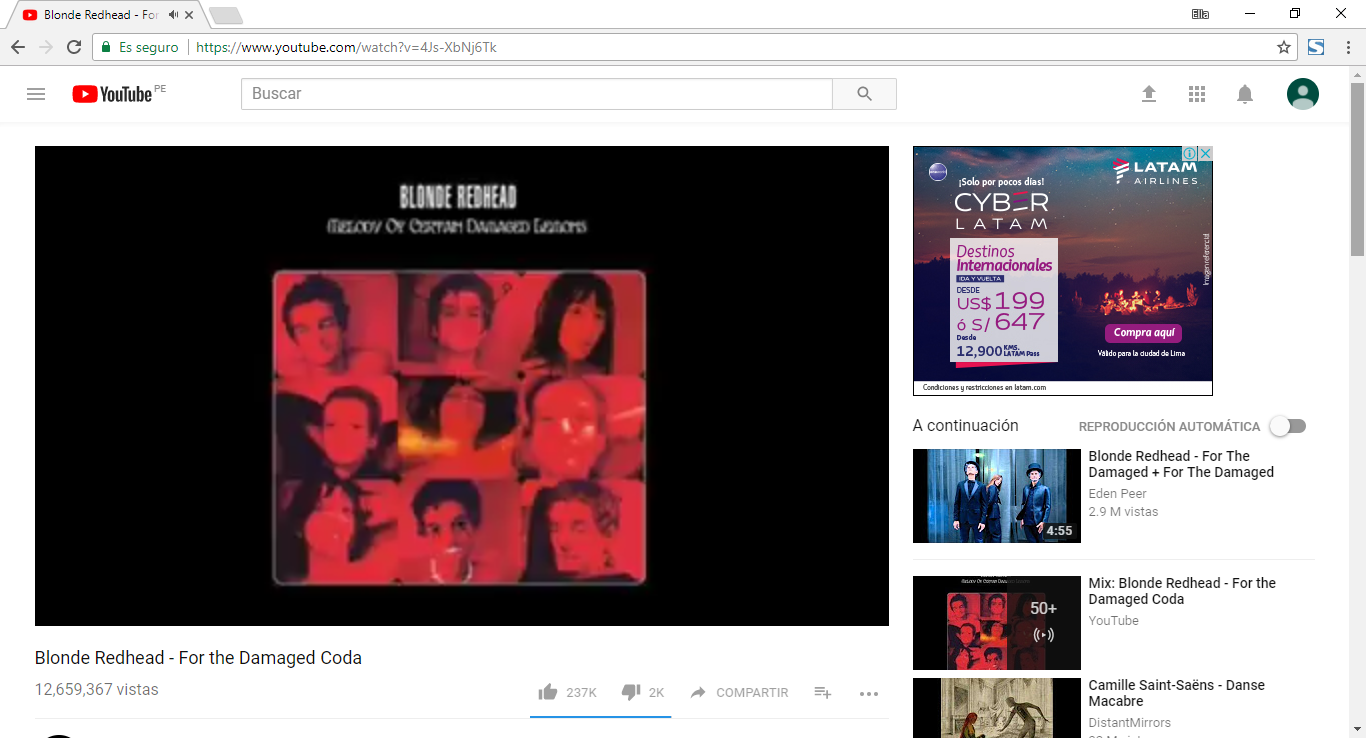 Blonde Redhead - For
Ella
Es seguro
https://www.youtube.com/watch?v=4Js-XbNj6Tk
YouTube PE
Buscar
BLONDE REDHEAD
MELODY OF CERTAIN DAMAGED LEMONS
Blonde Redhead - For the Damaged Coda
12,659,367 vistas
237K
2K
COMPARTIR
LATAM
AIRLINES
¡Solo por pocos días!
CYBER
LATAM
Destinos
Internacionales
IDA Y VUELTA
DESDE
US$ 199
ó S/ 647
Desde
12,900 KMS. LATAM Pass
Imagen referencial
Compra aquí
Válido para la ciudad de Lima
Condiciones y restricciones en latam.com
A continuación
REPRODUCCIÓN AUTOMÁTICA
Blonde Redhead - For The
Damaged + For The Damaged
Eden Peer
2.9 M vistas
4:55
Mix: Blonde Redhead - For the
Damaged Coda
YouTube
50+
Camille Saint-Saëns - Danse
Macabre
DistantMirrors